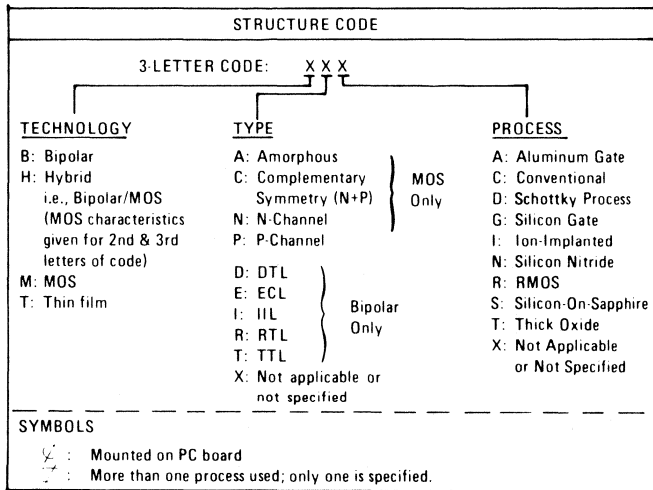 STRUCTURE CODE
3-LETTER CODE: X X X
TECHNOLOGY
B: Bipolar
H: Hybrid
i.e., Bipolar/MOS
(MOS characteristics
given for 2nd & 3rd
letters of code)
M: MOS
T: Thin film
TYPE
A: Amorphous
C: Complementary
Symmetry (N+P)
N: N-Channel
P: P-Channel
MOS
Only
D: DTL
E: ECL
I: IIL
R: RTL
T: TTL
Bipolar
Only
X: Not applicable or
not specified
PROCESS
A: Aluminum Gate
C: Conventional
D: Schottky Process
G: Silicon Gate
I: Ion-Implanted
N: Silicon Nitride
R: RMOS
S: Silicon-On-Sapphire
T: Thick Oxide
X: Not Applicable
or Not Specified
SYMBOLS
: Mounted on PC board
: More than one process used; only one is specified.